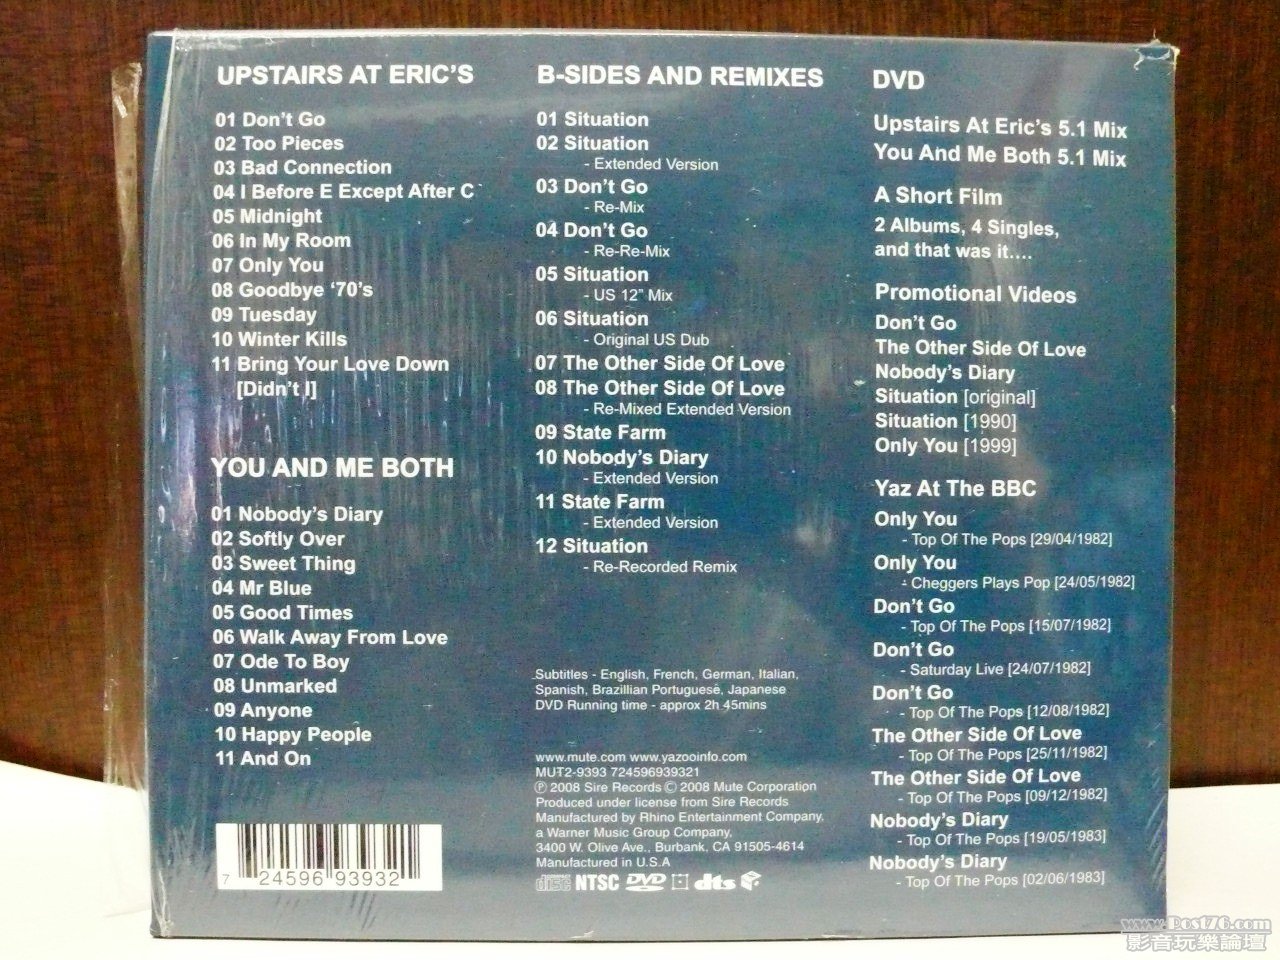 UPSTAIRS AT ERIC'S
01 Don't Go
02 Too Pieces
03 Bad Connection
04 I Before E Except After C
05 Midnight
06 In My Room
07 Only You
08 Goodbye '70's
09 Tuesday
10 Winter Kills
11 Bring Your Love Down
[Didn't I]
YOU AND ME BOTH
01 Nobody's Diary
02 Softly Over
03 Sweet Thing
04 Mr Blue
05 Good Times
06 Walk Away From Love
07 Ode To Boy
08 Unmarked
09 Anyone
10 Happy People
11 And On
7 24596 93932
B-SIDES AND REMIXES
01 Situation
02 Situation
- Extended Version
03 Don't Go
- Re-Mix
04 Don't Go
- Re-Re-Mix
05 Situation
- US 12" Mix
06 Situation
- Original US Dub
07 The Other Side Of Love
08 The Other Side Of Love
- Re-Mixed Extended Version
09 State Farm
10 Nobody's Diary
- Extended Version
11 State Farm
- Extended Version
12 Situation
- Re-Recorded Remix
Subtitles - English, French, German, Italian,
Spanish, Brazillian Portuguese, Japanese
DVD Running time - approx 2h 45mins
www.mute.com www.yazooinfo.com
MUT2-9393 724596939321
Ⓟ 2008 Sire Records © 2008 Mute Corporation
Produced under license from Sire Records
Manufactured by Rhino Entertainment Company,
a Warner Music Group Company,
3400 W. Olive Ave., Burbank, CA 91505-4614
Manufactured in U.S.A
COMPACT disc NTSC DVD dts
DVD
Upstairs At Eric's 5.1 Mix
You And Me Both 5.1 Mix
A Short Film
2 Albums, 4 Singles,
and that was it....
Promotional Videos
Don't Go
The Other Side Of Love
Nobody's Diary
Situation [original]
Situation [1990]
Only You [1999]
Yaz At The BBC
Only You
- Top Of The Pops [29/04/1982]
Only You
- Cheggers Plays Pop [24/05/1982]
Don't Go
- Top Of The Pops [15/07/1982]
Don't Go
- Saturday Live [24/07/1982]
Don't Go
- Top Of The Pops [12/08/1982]
The Other Side Of Love
- Top Of The Pops [25/11/1982]
The Other Side Of Love
- Top Of The Pops [09/12/1982]
Nobody's Diary
- Top Of The Pops [19/05/1983]
Nobody's Diary
- Top Of The Pops [02/06/1983]
www.Post76.com
影音玩樂論壇